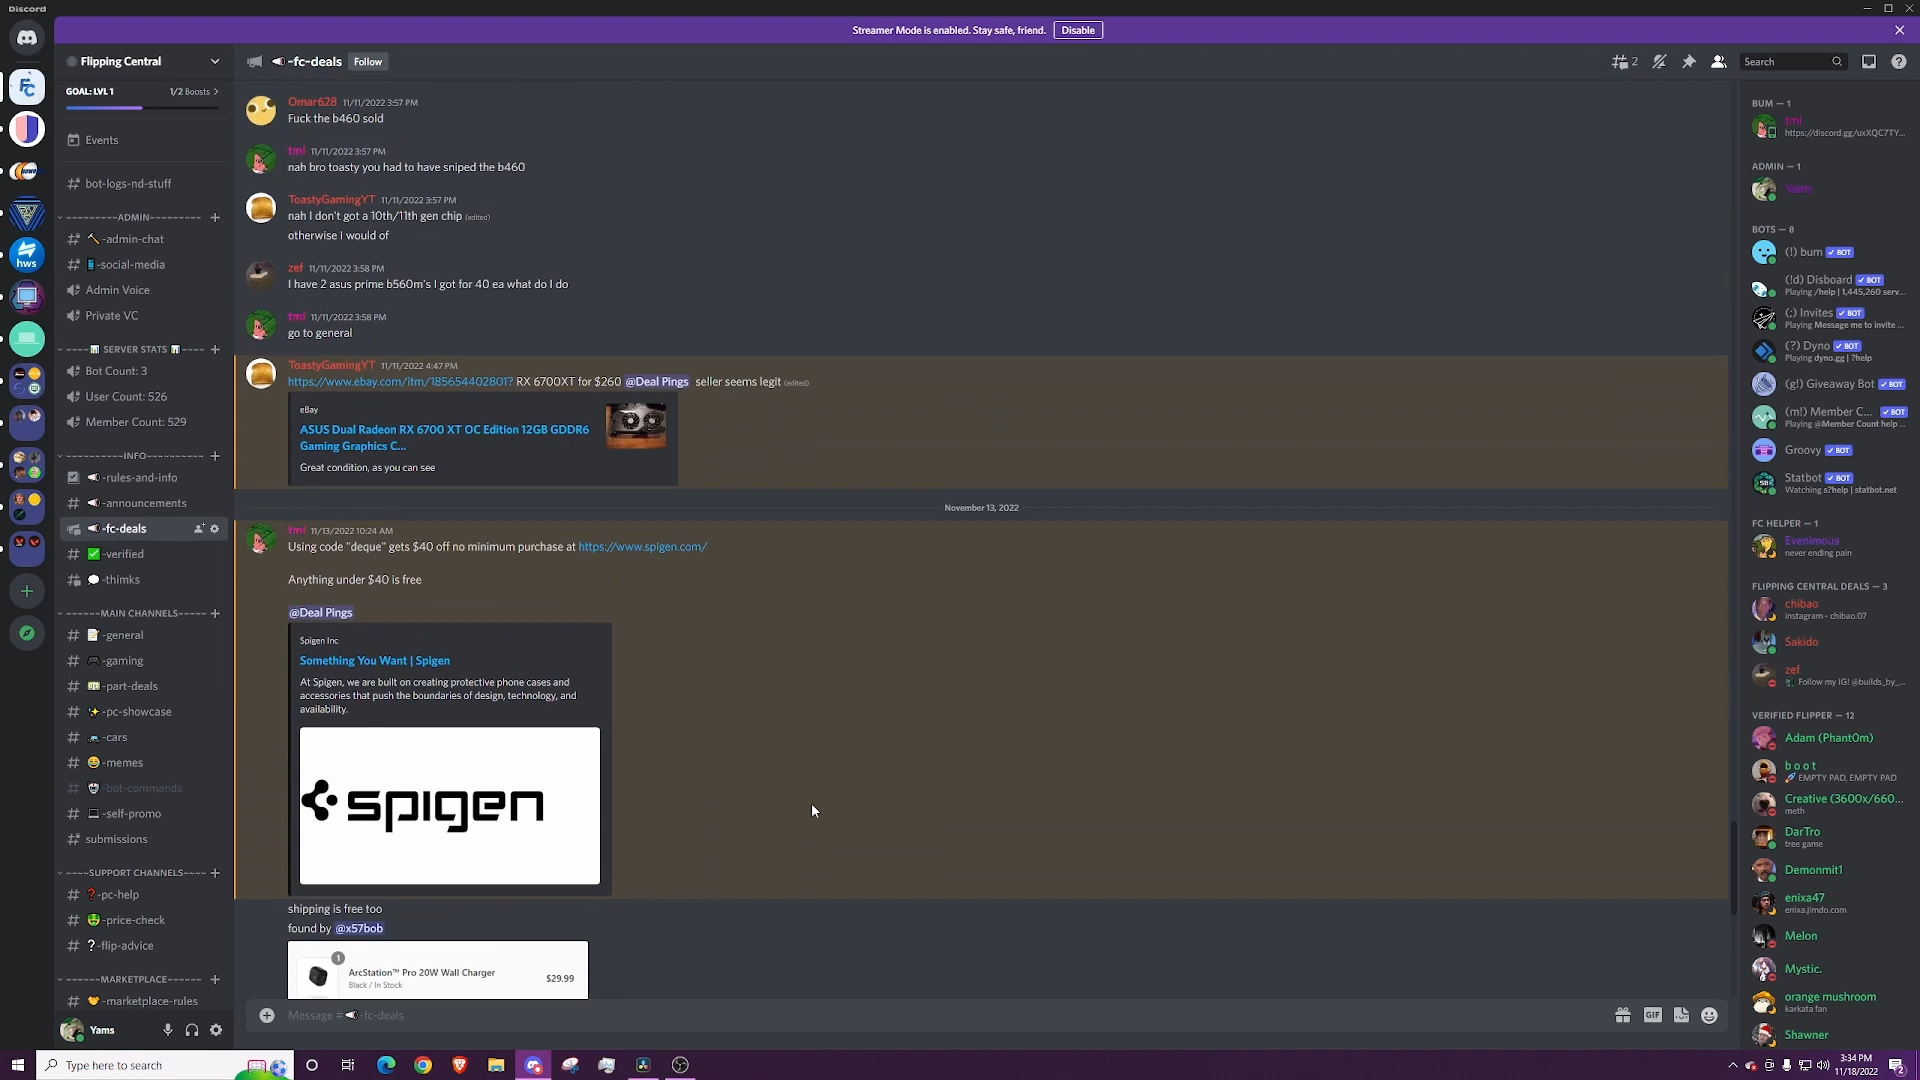 Discord
Streamer Mode is enabled. Stay safe, friend.
Disable
Flipping Central
GOAL: LVL 1
1/2 Boosts >
Events
bot-logs-nd-stuff
----------ADMIN---------
-admin-chat
-social-media
Admin Voice
Private VC
---- SERVER STATS -----
Bot Count: 3
User Count: 526
Member Count: 529
-----------INFO----------
-rules-and-info
-announcements
-fc-deals
-verified
-thimks
------MAIN CHANNELS-----
-general
-gaming
-part-deals
-pc-showcase
-cars
-memes
-bot-commands
-self-promo
submissions
~~~~SUPPORT CHANNELS~~~~
-pc-help
-price-check
-flip-advice
------MARKETPLACE------
-marketplace-rules
Yams
-fc-deals
Follow
2
Search
Omar628 11/11/2022 3:57 PM
Fuck the b460 sold
tml 11/11/2022 3:57 PM
nah bro toasty you had to have sniped the b460
ToastyGamingYT 11/11/2022 3:57 PM
nah I don't got a 10th/11th gen chip (edited)
otherwise I would of
zef 11/11/2022 3:58 PM
I have 2 asus prime b560m's I got for 40 ea what do I do
tml 11/11/2022 3:58 PM
go to general
ToastyGamingYT 11/11/2022 4:47 PM
https://www.ebay.com/itm/185654402801? RX 6700XT for $260 @Deal Pings seller seems legit (edited)
eBay
ASUS Dual Radeon RX 6700 XT OC Edition 12GB GDDR6
Gaming Graphics C...
Great condition, as you can see
November 13, 2022
tml 11/13/2022 10:24 AM
Using code "deque" gets $40 off no minimum purchase at https://www.spigen.com/
Anything under $40 is free
@Deal Pings
Spigen Inc
Something You Want | Spigen
At Spigen, we are built on creating protective phone cases and
accessories that push the boundaries of design, technology, and
availability.
spigen
shipping is free too
found by @x57bob
1
ArcStation™ Pro 20W Wall Charger
Black / In Stock
$29.99
Message # -fc-deals
GIF
BUM — 1
tml
https://discord.gg/uxXQC7TY...
ADMIN — 1
Yams
BOTS — 8
(!) bum BOT
(!d) Disboard BOT
Playing /help | 1,445,260 serv...
(;) Invites BOT
Playing Message me to invite ...
(?) Dyno BOT
Playing dyno.gg | ?help
(g!) Giveaway Bot BOT
(m!) Member C... BOT
Playing @Member Count help ...
Groovy BOT
Statbot BOT
Watching s?help | statbot.net
FC HELPER — 1
Evenimous
never ending pain
FLIPPING CENTRAL DEALS — 3
chibao
instagram - chibao.07
Sakido
zef
Follow my IG! @builds_by_...
VERIFIED FLIPPER — 12
Adam (Phant0m)
b o o t
EMPTY PAD, EMPTY PAD
Creative (3600x/660...
meth
DarTro
tree game
Demonmit1
enixa47
enixa.jimdo.com
Melon
Mystic.
orange mushroom
karkata fan
Shawner
hws
Type here to search
3:34 PM
11/18/2022
2